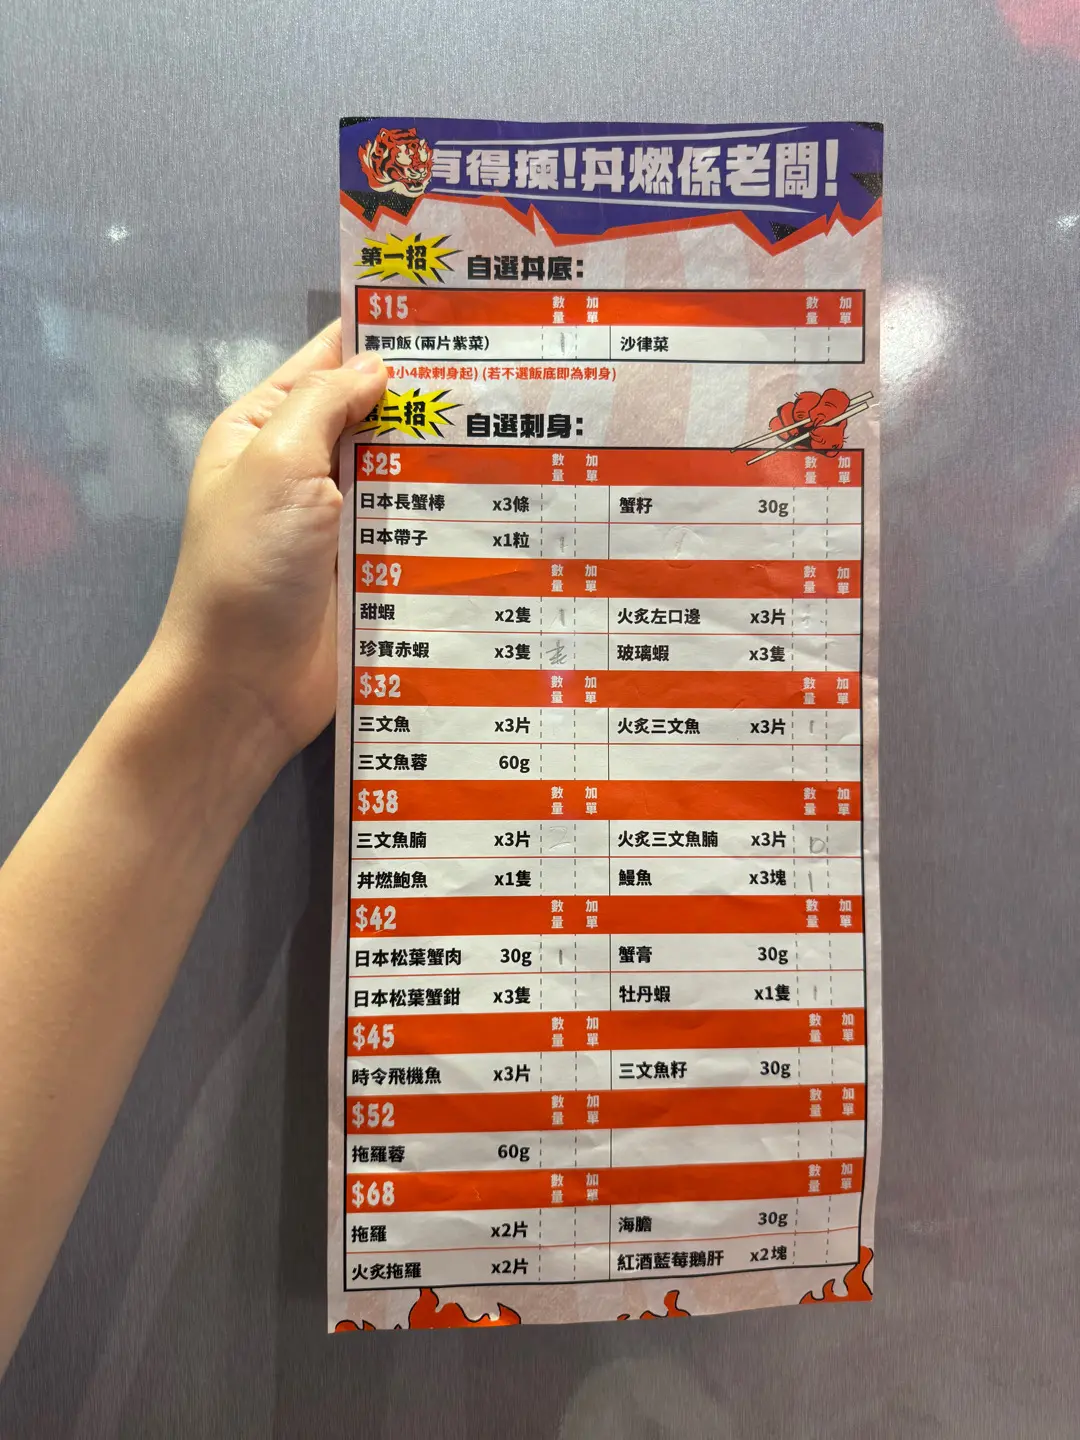 有得揀!丼燃係老闆!
第一招 自選丼底:
$15 數量 加單 數量 加單
壽司飯(兩片紫菜) 1 沙律菜
最小4款刺身起) (若不選飯底即為刺身)
第二招 自選刺身:
$25 數量 加單 數量 加單
日本長蟹棒 x3條 蟹籽 30g
日本帶子 x1粒 1
$29 數量 加單 數量 加單
甜蝦 x2隻 1 火炙左口邊 x3片
珍寶赤蝦 x3隻 玻璃蝦 x3隻
$32 數量 加單 數量 加單
三文魚 x3片 火炙三文魚 x3片 1
三文魚蓉 60g
$38 數量 加單 數量 加單
三文魚腩 x3片 2 火炙三文魚腩 x3片
丼燃鮑魚 x1隻 鰻魚 x3塊 1
$42 數量 加單 數量 加單
日本松葉蟹肉 30g 1 蟹膏 30g
日本松葉蟹鉗 x3隻 牡丹蝦 x1隻 1
$45 數量 加單 數量 加單
時令飛機魚 x3片 三文魚籽 30g
$52 數量 加單 數量 加單
拖羅蓉 60g
$68 數量 加單 數量 加單
拖羅 x2片 海膽 30g
火炙拖羅 x2片 紅酒藍莓鵝肝 x2塊